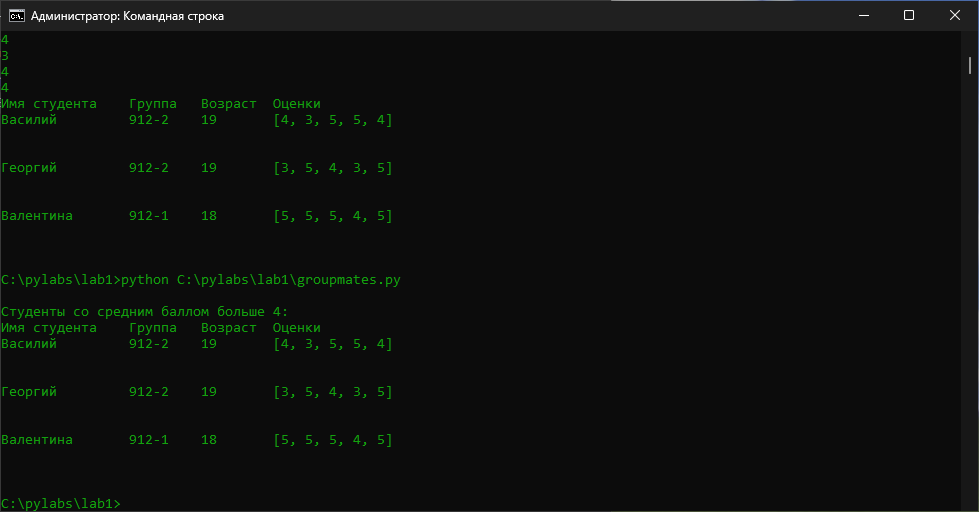 Администратор: Командная строка
4
3
4
4
Имя студента    Группа   Возраст  Оценки
Василий         912-2    19       [4, 3, 5, 5, 4]
Георгий         912-2    19       [3, 5, 4, 3, 5]
Валентина       912-1    18       [5, 5, 5, 4, 5]
C:\pylabs\lab1>python C:\pylabs\lab1\groupmates.py
Студенты со средним баллом больше 4:
Имя студента    Группа   Возраст  Оценки
Василий         912-2    19       [4, 3, 5, 5, 4]
Георгий         912-2    19       [3, 5, 4, 3, 5]
Валентина       912-1    18       [5, 5, 5, 4, 5]
C:\pylabs\lab1>